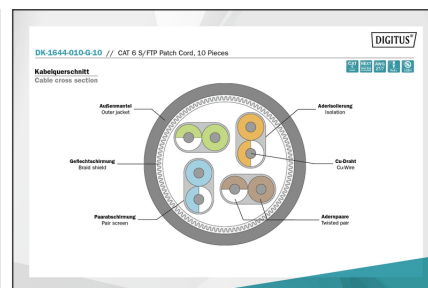 DIGITUS®
DK-1644-010-G-10 // CAT 6 S/FTP Patch Cord, 10 Pieces
Kabelquerschnitt
Cable cross section
Außenmantel
Outer jacket
Aderisolierung
Isolation
Geflechtschirmung
Braid shield
Cu-Draht
Cu-Wire
Paarabschirmung
Pair screen
Aderspaare
Twisted pair